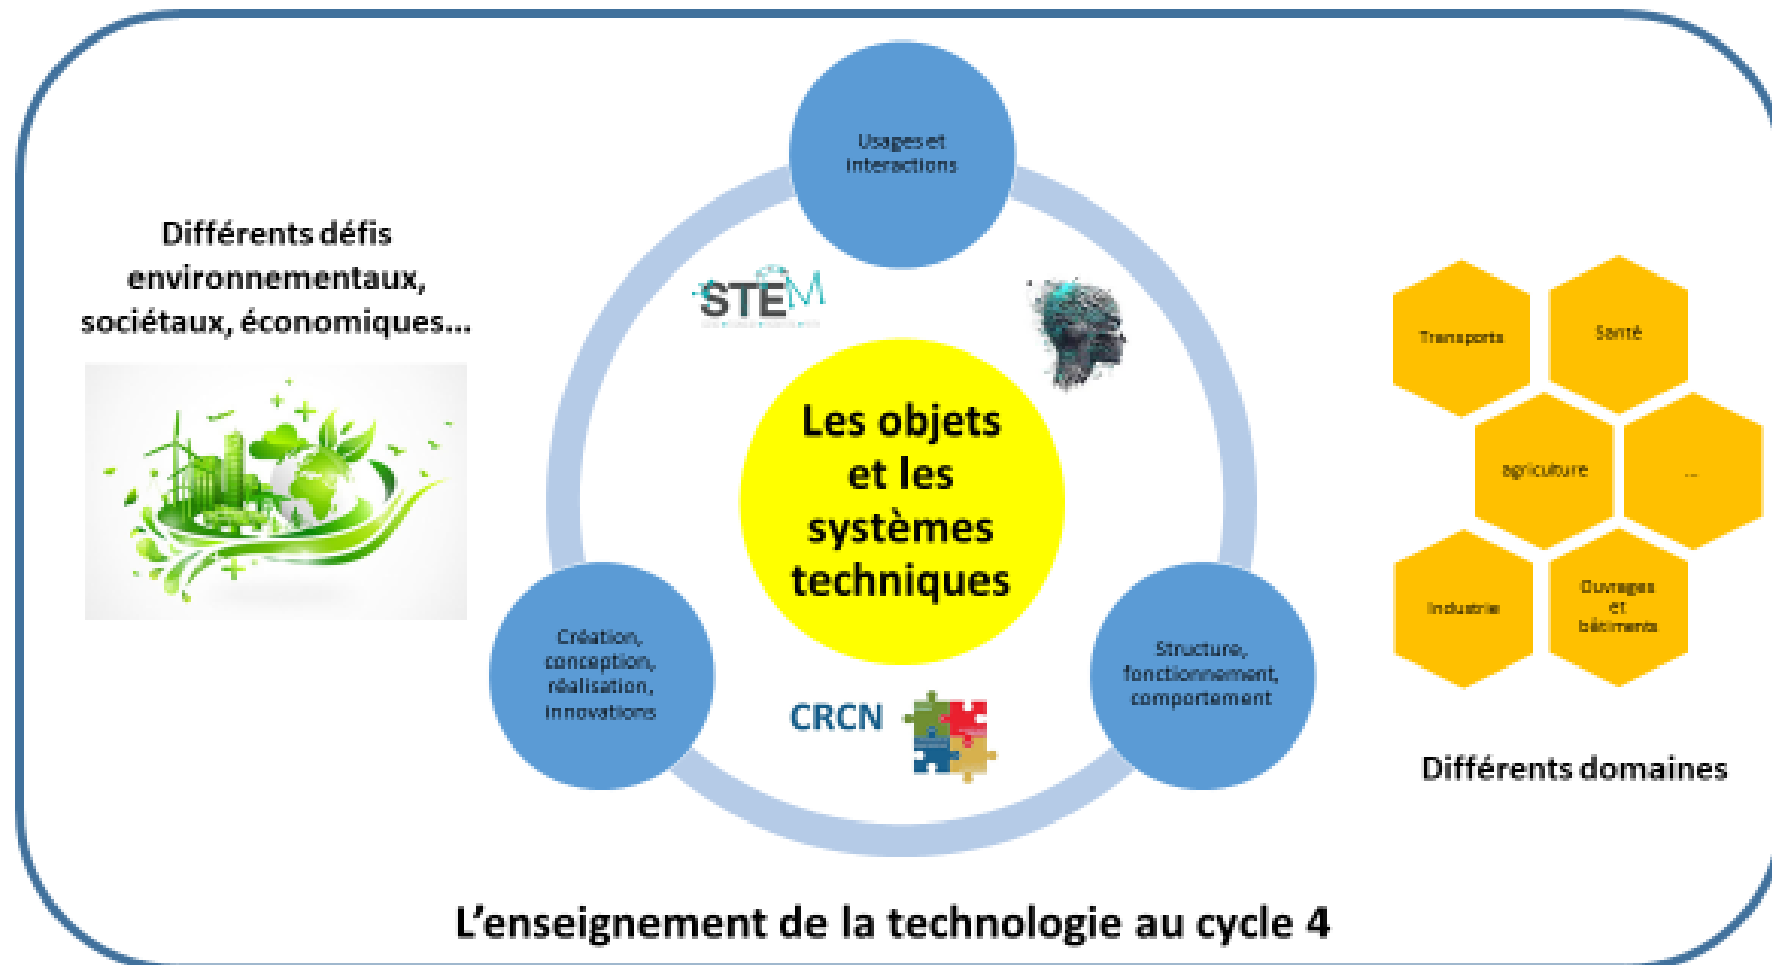 Usages et
interactions
Différents défis
environnementaux,
sociétaux, économiques...
STEM
Transports
Santé
Les objets
et les
systèmes
techniques
agriculture
...
Industrie
Ouvrages
et
bâtiments
Création,
conception,
réalisation,
innovations
Structure,
fonctionnement,
comportement
CRCN
Différents domaines
L'enseignement de la technologie au cycle 4